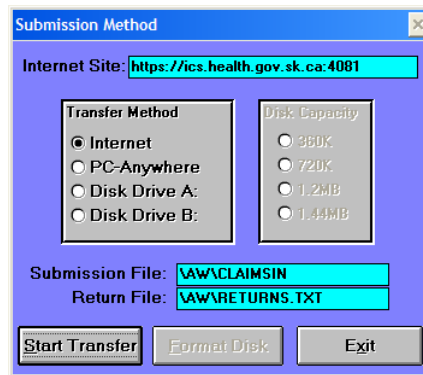 Submission Method
Internet Site: https://ics.health.gov.sk.ca:4081
Transfer Method
Internet
PC-Anywhere
Disk Drive A:
Disk Drive B:
Disk Capacity
360K
720K
1.2MB
1.44MB
Submission File: \AW\CLAIMSIN
Return File: \AW\RETURNS.TXT
Start Transfer Format Disk Exit